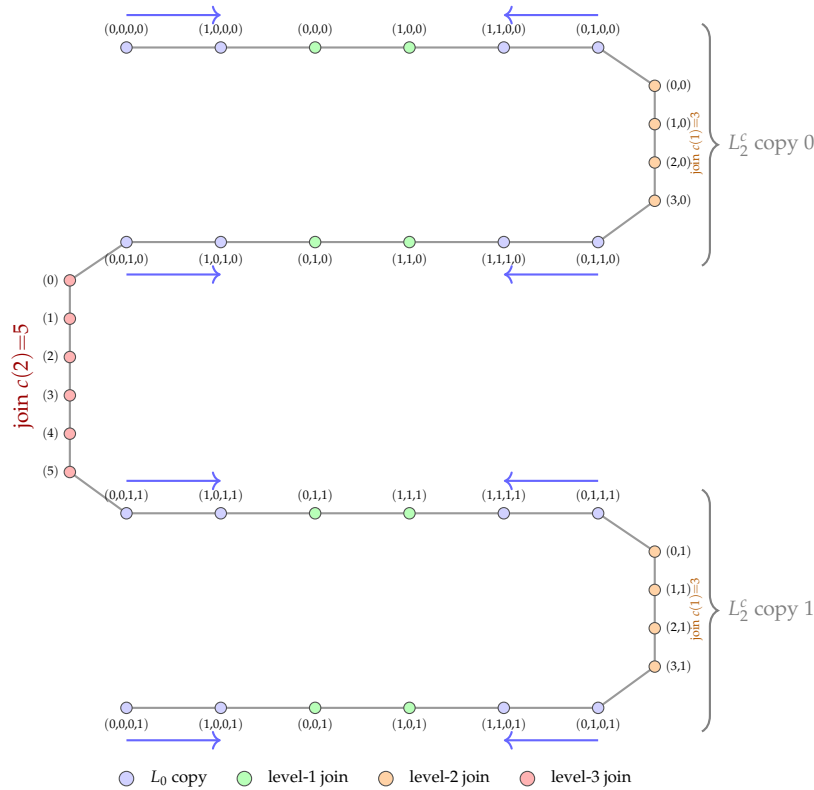 (0,0,0,0) (1,0,0,0) (0,0,0) (1,0,0) (1,1,0,0) (0,1,0,0)
(0,0)
(1,0)
join c(1)=3
L₂ᶜ copy 0
(2,0)
(3,0)
(0,0,1,0) (1,0,1,0) (0,1,0) (1,1,0) (1,1,1,0) (0,1,1,0)
(0)
(1)
(2)
join c(2)=5
(3)
(4)
(5)
(0,0,1,1) (1,0,1,1) (0,1,1) (1,1,1) (1,1,1,1) (0,1,1,1)
(0,1)
(1,1)
join c(1)=3
L₂ᶜ copy 1
(2,1)
(3,1)
(0,0,0,1) (1,0,0,1) (0,0,1) (1,0,1) (1,1,0,1) (0,1,0,1)
L₀ copy level-1 join level-2 join level-3 join